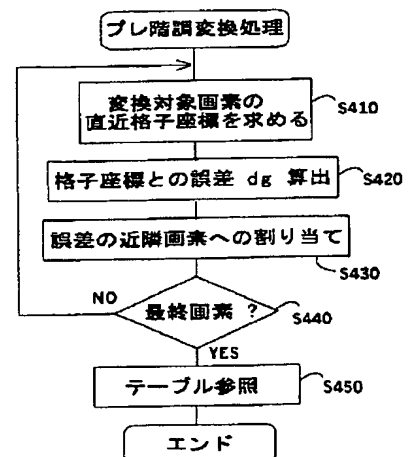 プレ階調変換処理
変換対象画素の
直近格子座標を求める
S410
格子座標との誤差 dg 算出
S420
誤差の近隣画素への割り当て
S430
NO
最終画素 ?
S440
YES
テーブル参照
S450
エンド